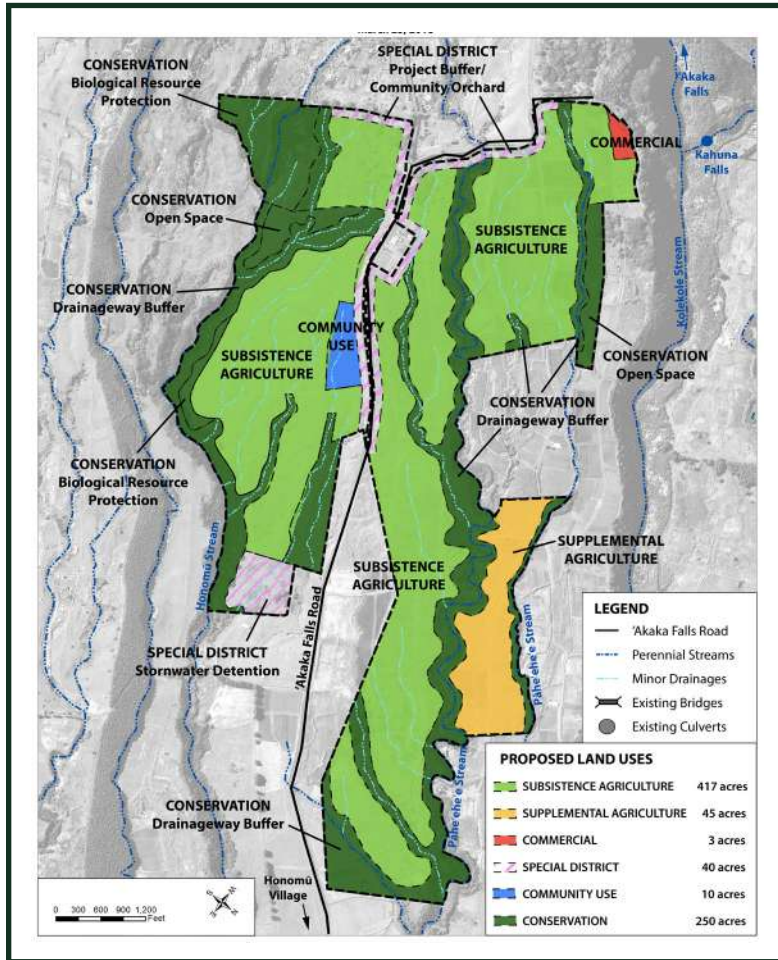 SPECIAL DISTRICT
Project Buffer/
Community Orchard
CONSERVATION
Biological Resource
Protection
'Akaka
Falls
COMMERCIAL
Kahuna
Falls
CONSERVATION
Open Space
SUBSISTENCE
AGRICULTURE
CONSERVATION
Drainageway Buffer
Kolekole Stream
COMMUNITY
USE
SUBSISTENCE
AGRICULTURE
CONSERVATION
Open Space
CONSERVATION
Drainageway Buffer
CONSERVATION
Biological Resource
Protection
Honomū Stream
SUPPLEMENTAL
AGRICULTURE
SUBSISTENCE
AGRICULTURE
SPECIAL DISTRICT
Stornwater Detention
'Akaka Falls Road
Pāhe'ehe'e Stream
LEGEND
'Akaka Falls Road
Perennial Streams
Minor Drainages
Existing Bridges
Existing Culverts
Pāhe'ehe'e Stream
CONSERVATION
Drainageway Buffer
Honomū
Village
PROPOSED LAND USES
SUBSISTENCE AGRICULTURE 417 acres
SUPPLEMENTAL AGRICULTURE 45 acres
COMMERCIAL 3 acres
SPECIAL DISTRICT 40 acres
COMMUNITY USE 10 acres
CONSERVATION 250 acres
0 300 600 900 1,200
Feet
S W E N